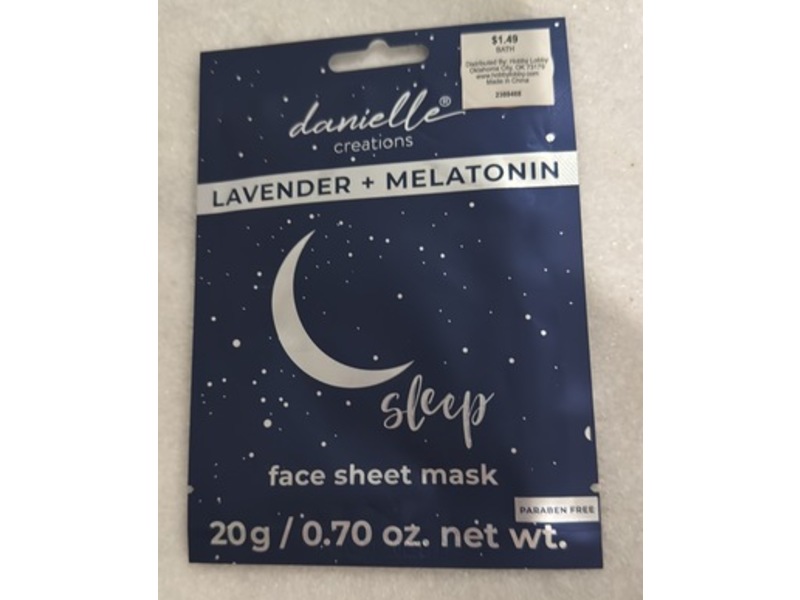 $1.49
BATH
Distributed By: Hobby Lobby
Oklahoma City, OK 73179
www.hobbylobby.com
Made in China
2389468
danielle®
creations
LAVENDER + MELATONIN
sleep
face sheet mask
PARABEN FREE
20g / 0.70 oz. net wt.